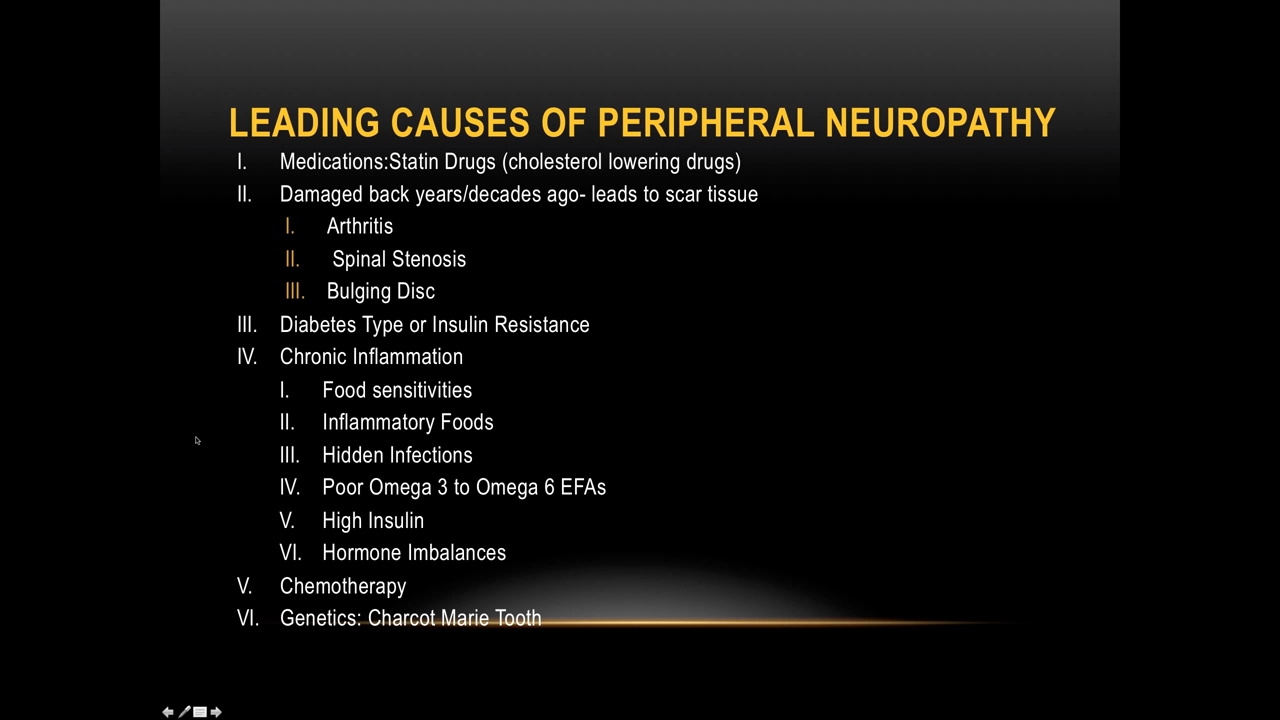 LEADING CAUSES OF PERIPHERAL NEUROPATHY
I. Medications:Statin Drugs (cholesterol lowering drugs)
II. Damaged back years/decades ago- leads to scar tissue
I. Arthritis
II. Spinal Stenosis
III. Bulging Disc
III. Diabetes Type or Insulin Resistance
IV. Chronic Inflammation
I. Food sensitivities
II. Inflammatory Foods
III. Hidden Infections
IV. Poor Omega 3 to Omega 6 EFAs
V. High Insulin
VI. Hormone Imbalances
V. Chemotherapy
VI. Genetics: Charcot Marie Tooth